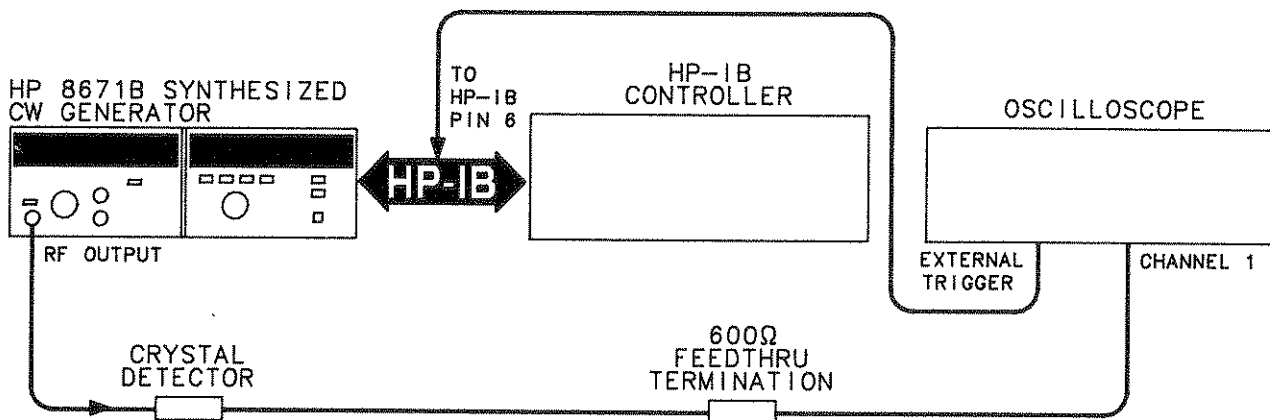 HP 8671B SYNTHESIZED
CW GENERATOR
TO
HP-IB
PIN 6
HP-IB
CONTROLLER
OSCILLOSCOPE
HP-IB
RF OUTPUT
EXTERNAL
TRIGGER
CHANNEL 1
CRYSTAL
DETECTOR
600Ω
FEEDTHRU
TERMINATION